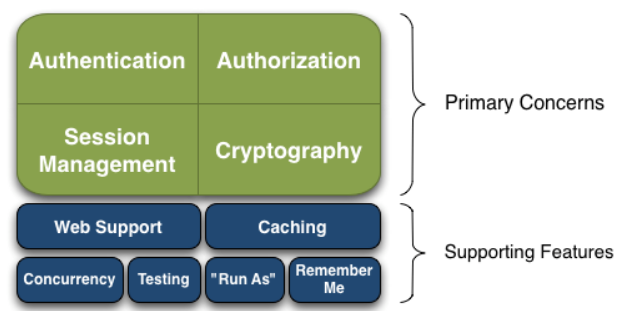 Authentication
Authorization
Primary Concerns
Session
Management
Cryptography
Web Support
Caching
Supporting Features
Concurrency
Testing
"Run As"
Remember
Me